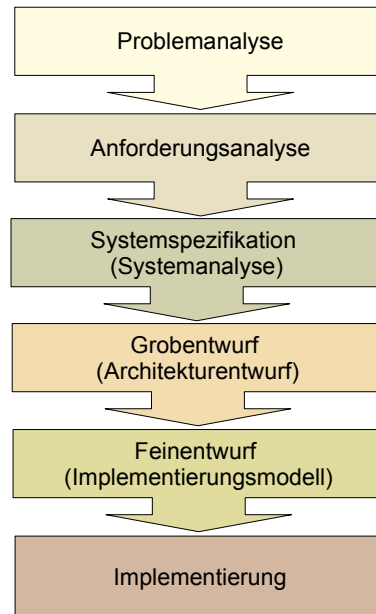 Problemanalyse
Anforderungsanalyse
Systemspezifikation
(Systemanalyse)
Grobentwurf
(Architekturentwurf)
Feinentwurf
(Implementierungsmodell)
Implementierung